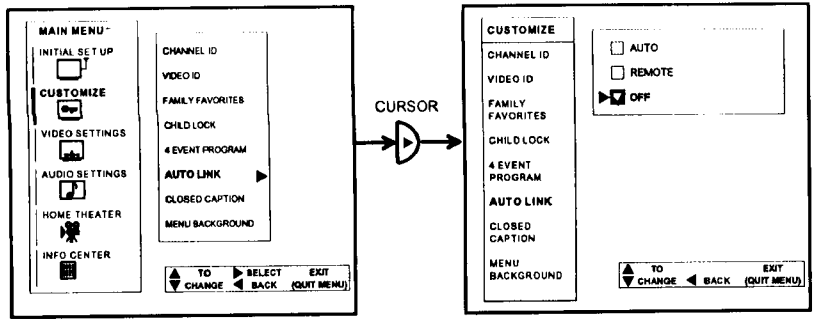 MAIN MENU
INITIAL SET UP
CUSTOMIZE
VIDEO SETTINGS
AUDIO SETTINGS
HOME THEATER
INFO CENTER
CHANNEL ID
VIDEO ID
FAMILY FAVORITES
CHILD LOCK
4 EVENT PROGRAM
AUTO LINK
CLOSED CAPTION
MENU BACKGROUND
TO SELECT EXIT
CHANGE BACK (QUIT MENU)
CURSOR
CUSTOMIZE
CHANNEL ID
VIDEO ID
FAMILY
FAVORITES
CHILD LOCK
4 EVENT
PROGRAM
AUTO LINK
CLOSED
CAPTION
MENU
BACKGROUND
AUTO
REMOTE
OFF
TO EXIT
CHANGE BACK (QUIT MENU)